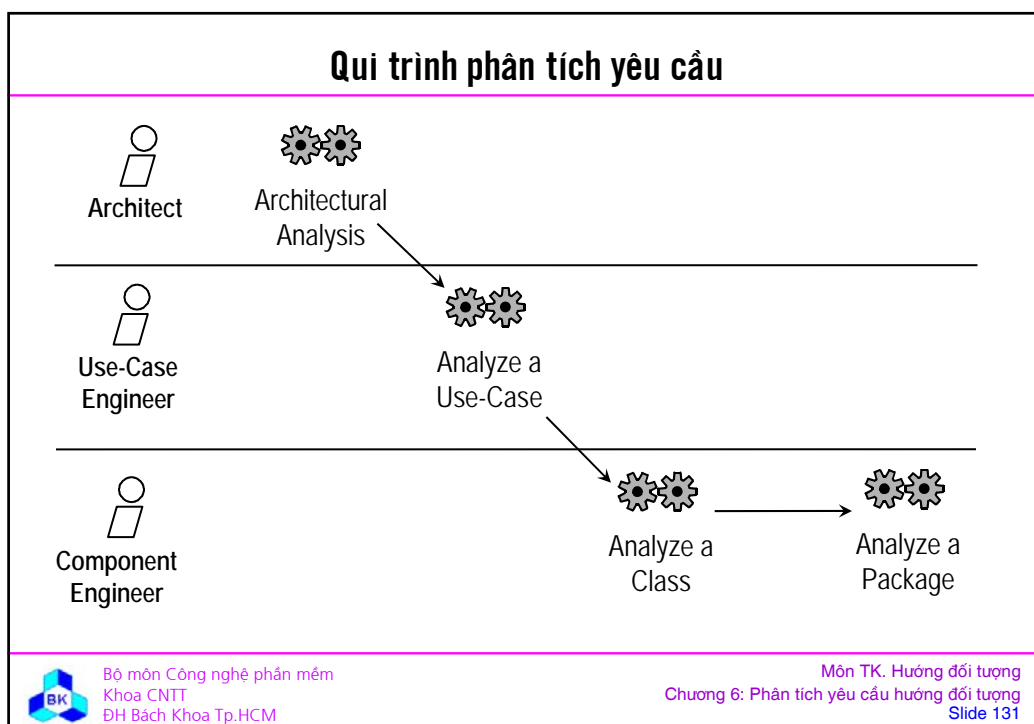 Qui trình phân tích yêu cầu
Architect
Architectural
Analysis
Use-Case
Engineer
Analyze a
Use-Case
Component
Engineer
Analyze a
Class
Analyze a
Package
BK
Bộ môn Công nghệ phần mềm
Khoa CNTT
ĐH Bách Khoa Tp.HCM
Môn TK. Hướng đối tượng
Chương 6: Phân tích yêu cầu hướng đối tượng
Slide 131